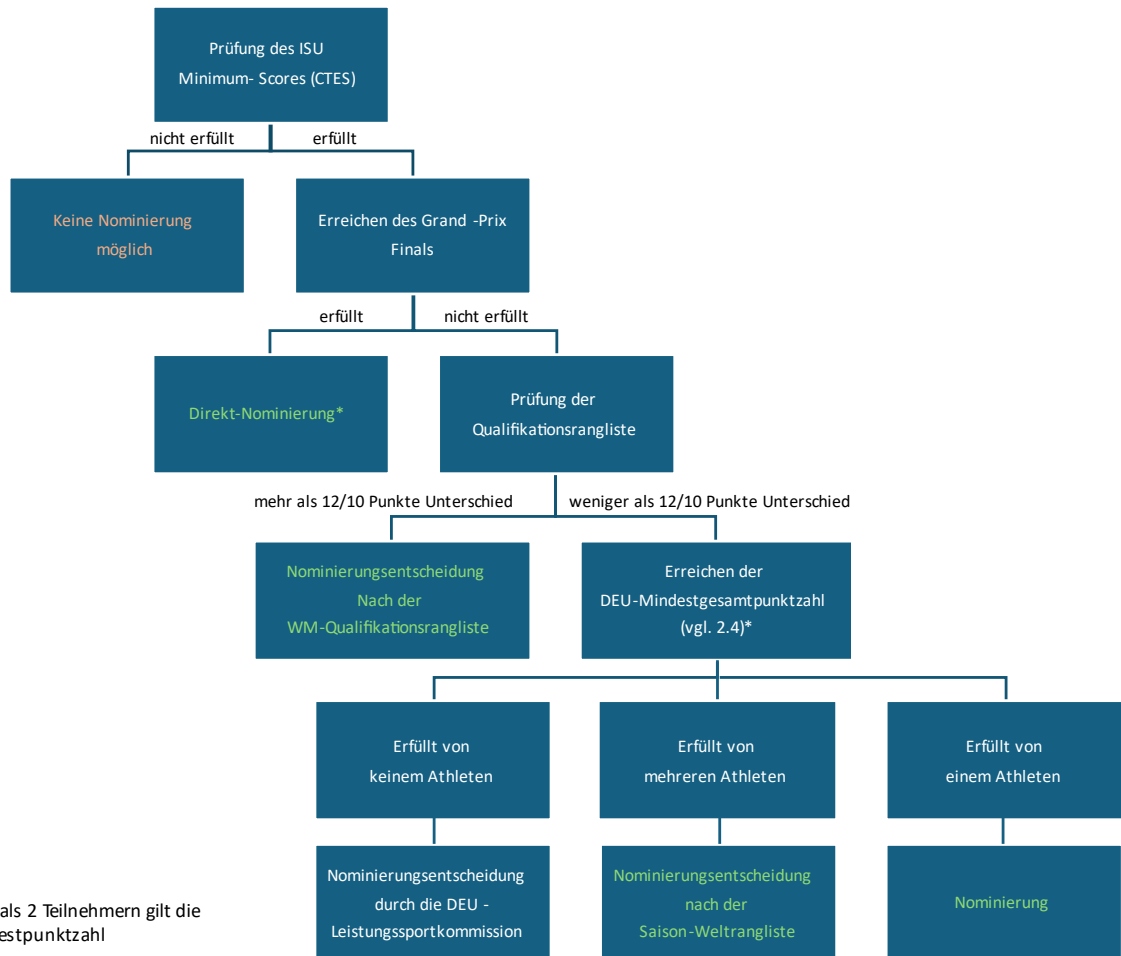 Prüfung des ISU
Minimum- Scores (CTES)
nicht erfüllt
erfüllt
Keine Nominierung
möglich
Erreichen des Grand -Prix
Finals
erfüllt
nicht erfüllt
Direkt-Nominierung*
Prüfung der
Qualifikationsrangliste
mehr als 12/10 Punkte Unterschied
weniger als 12/10 Punkte Unterschied
Nominierungsentscheidung
Nach der
WM-Qualifikationsrangliste
Erreichen der
DEU-Mindestgesamtpunktzahl
(vgl. 2.4)*
Erfüllt von
keinem Athleten
Erfüllt von
mehreren Athleten
Erfüllt von
einem Athleten
Nominierungsentscheidung
durch die DEU -
Leistungssportkommission
Nominierungsentscheidung
nach der
Saison-Weltrangliste
Nominierung
als 2 Teilnehmern gilt die
estpunktzahl